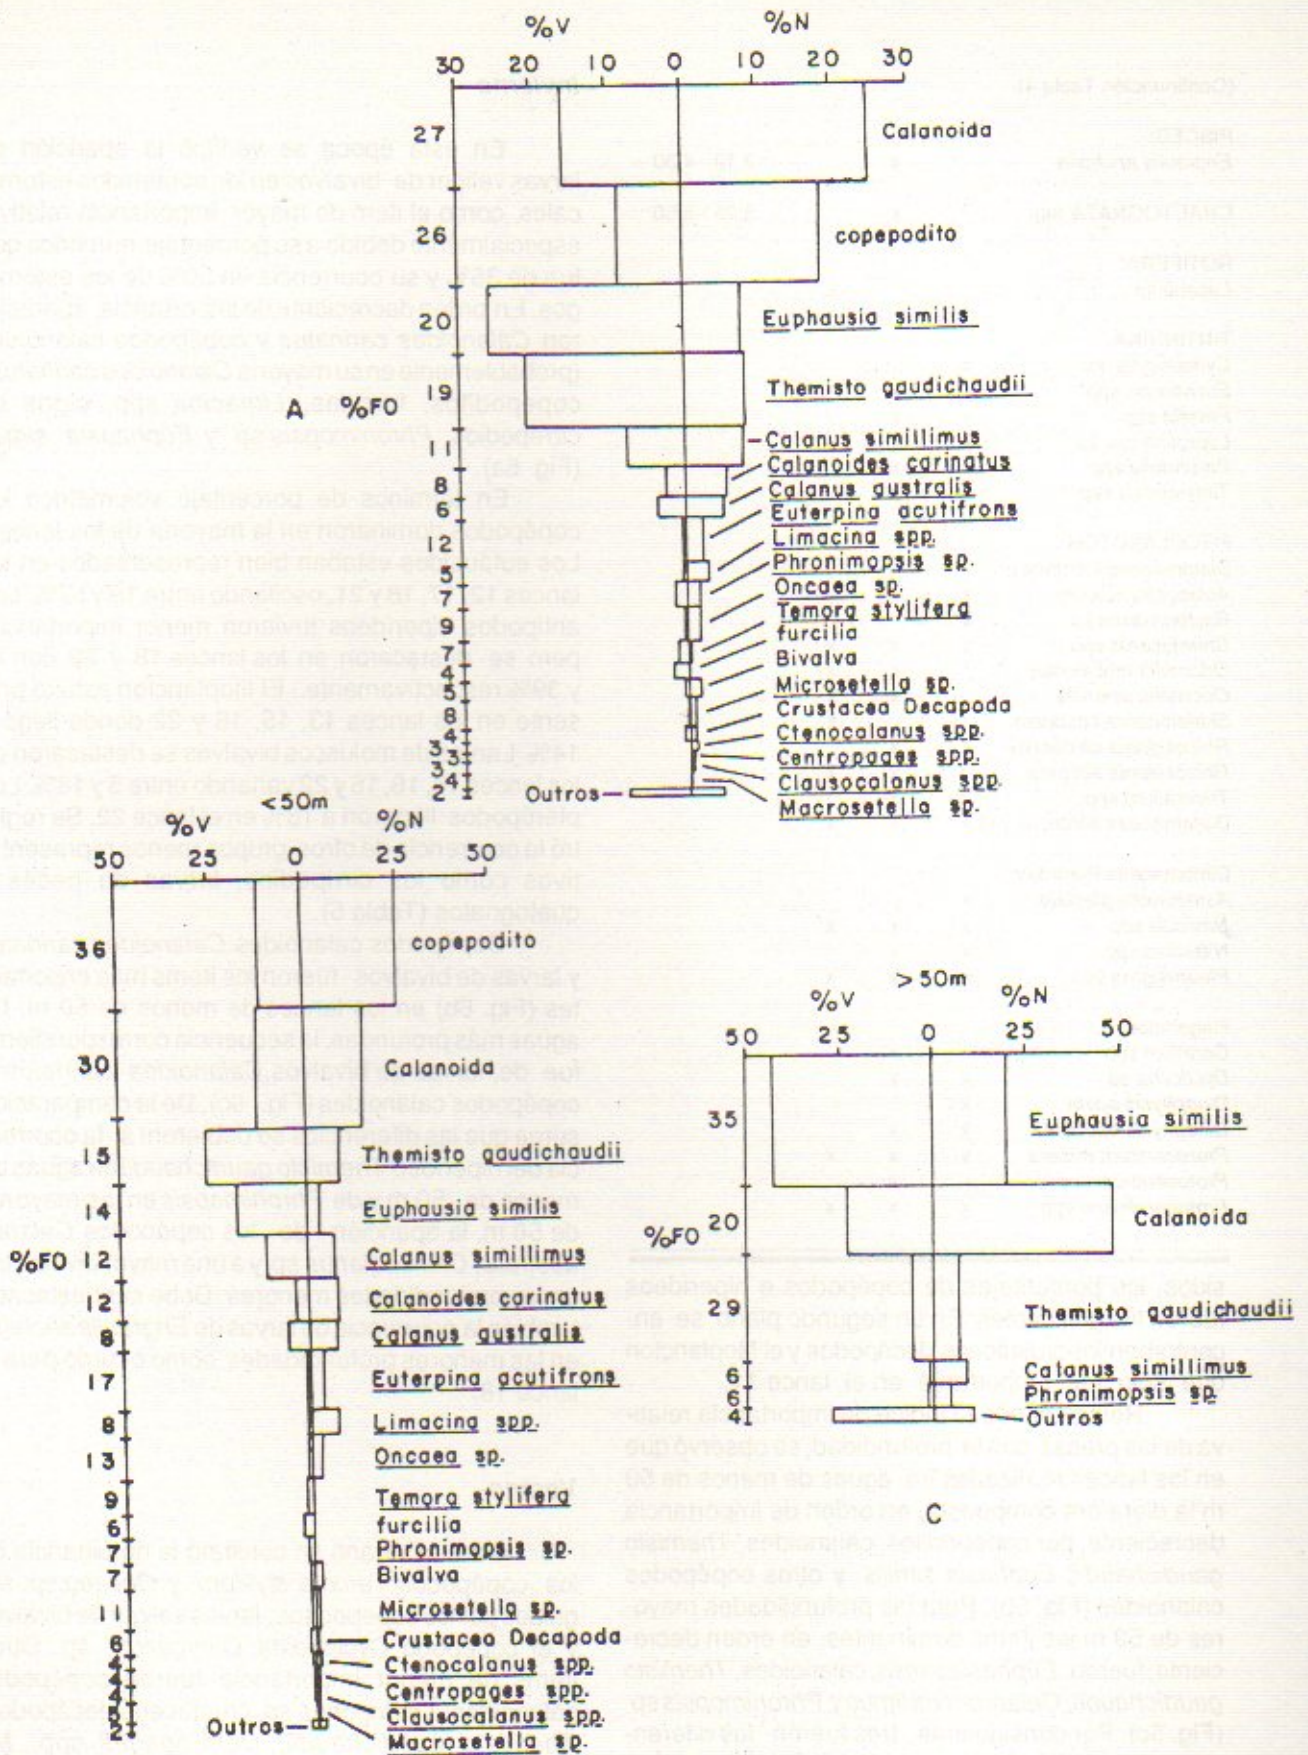 %V %N
30 20 10 0 10 20 30
27 Calanoida
26 copepodito
20 Euphausia similis
19 Themisto gaudichaudii
A %FO
11 Calanus simillimus
8 Calanoides carinatus
6 Calanus australis
12 Euterpina acutifrons
5 Limacina spp.
7 Phronimopsis sp.
9 Oncaea sp.
7 Temora stylifera
4 furcilia
5 Bivalva
8 Microsetella sp.
4 Crustacea Decapoda
3 Ctenocalanus spp.
3 Centropages spp.
3 Clausocalanus spp.
4 Macrosetella sp.
2 Outros
<50m
%V %N
50 25 0 25 50
36 copepodito
30 Calanoida
15 Themisto gaudichaudii
14 Euphausia similis
%FO
12 Calanus simillimus
12 Calanoides carinatus
8 Calanus australis
17 Euterpina acutifrons
8 Limacina spp.
13 Oncaea sp.
9 Temora stylifera
6 furcilia
7 Phronimopsis sp.
7 Bivalva
11 Microsetella sp.
6 Crustacea Decapoda
4 Ctenocalanus spp.
4 Centropages spp.
Clausocalanus spp.
Macrosetella sp.
2 Outros
>50m
%V %N
50 25 0 25 50
35 Euphausia similis
20 Calanoida
%FO
29 Themisto gaudichaudii
6 Calanus simillimus
6 Phronimopsis sp.
4 Outros
C